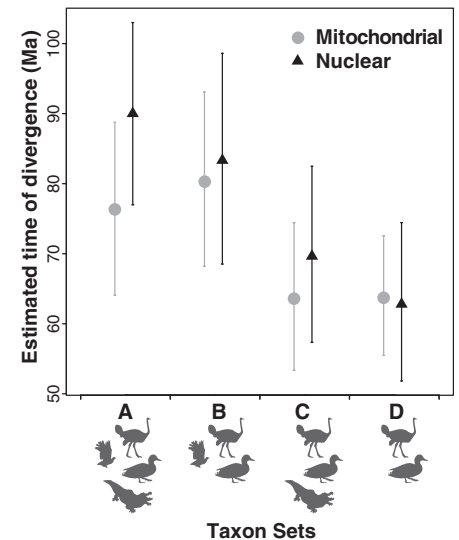 Estimated time of divergence (Ma)
100
90
80
70
60
50
Mitochondrial
Nuclear
A B C D
Taxon Sets